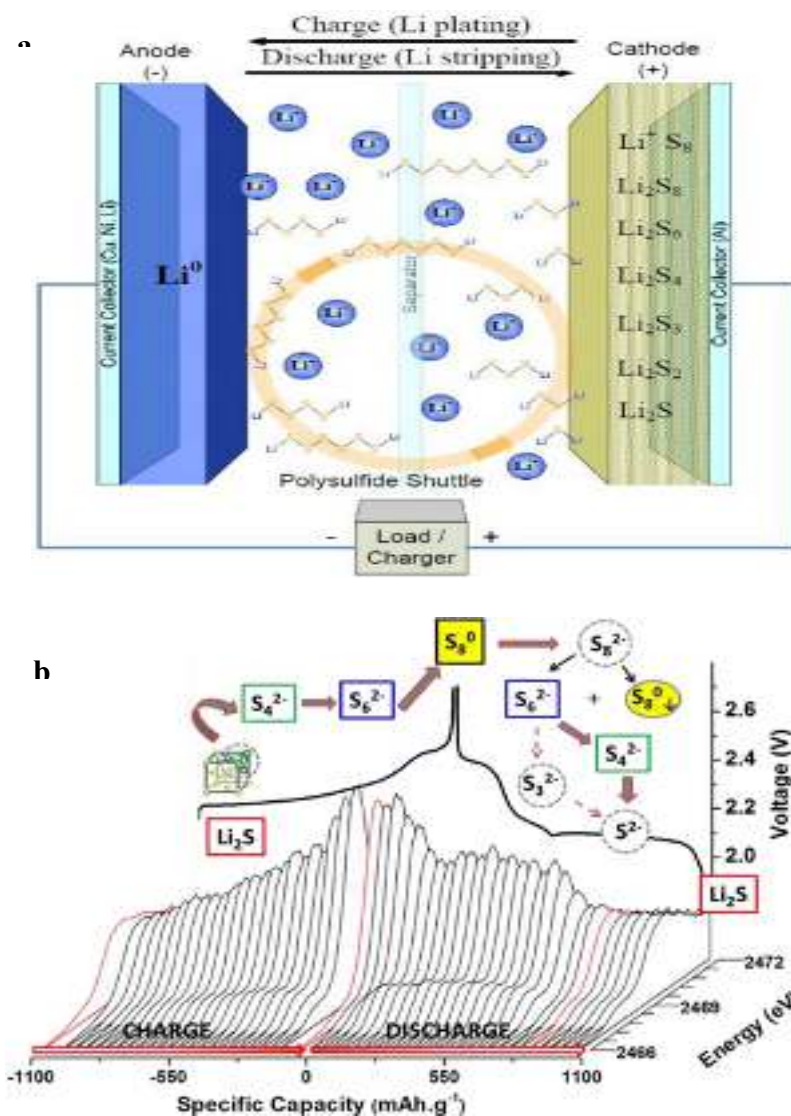 a
Charge (Li plating)
Discharge (Li stripping)
Anode
(-)
Cathode
(+)
Current Collector (Cu, Ni, Li)
Li⁰
Separator
Li⁺ S₈
Li₂S₈
Li₂S₆
Li₂S₄
Li₂S₃
Li₂S₂
Li₂S
Current Collector (Al)
Polysulfide Shuttle
- Load / +
Charger
b
S₈⁰
S₈²⁻
S₄²⁻
S₆²⁻
S₆²⁻ + S₈⁰
S₄²⁻
S₃²⁻
S²⁻
Li₂S
Li₂S
2.6
2.4
2.2
2.0
Voltage (V)
2472
2468
2466
Energy (eV)
CHARGE DISCHARGE
-1100 -550 0 550 1100
Specific Capacity (mAh.g⁻¹)